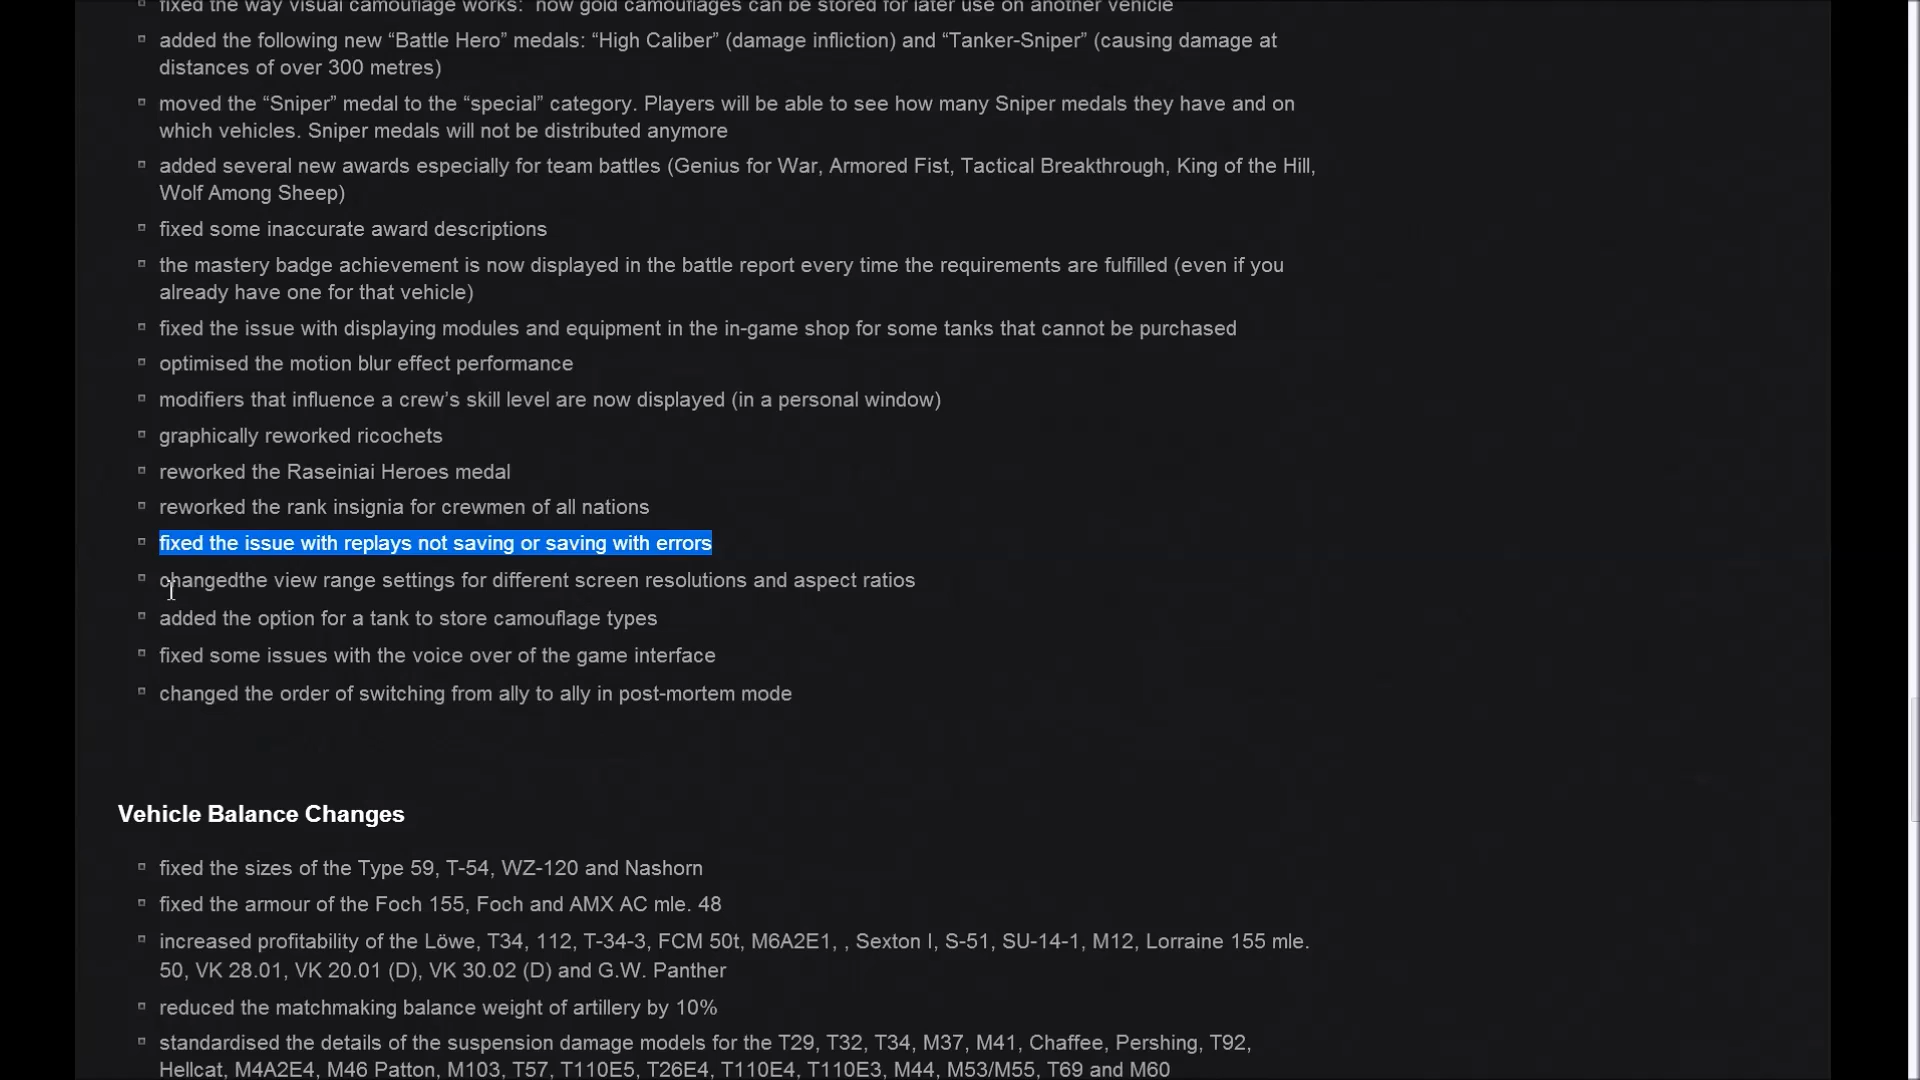 fixed the way visual camouflage works: now gold camouflages can be stored for later use on another vehicle
added the following new “Battle Hero” medals: “High Caliber” (damage infliction) and “Tanker-Sniper” (causing damage at
distances of over 300 metres)
moved the “Sniper” medal to the “special” category. Players will be able to see how many Sniper medals they have and on
which vehicles. Sniper medals will not be distributed anymore
added several new awards especially for team battles (Genius for War, Armored Fist, Tactical Breakthrough, King of the Hill,
Wolf Among Sheep)
fixed some inaccurate award descriptions
the mastery badge achievement is now displayed in the battle report every time the requirements are fulfilled (even if you
already have one for that vehicle)
fixed the issue with displaying modules and equipment in the in-game shop for some tanks that cannot be purchased
optimised the motion blur effect performance
modifiers that influence a crew’s skill level are now displayed (in a personal window)
graphically reworked ricochets
reworked the Raseiniai Heroes medal
reworked the rank insignia for crewmen of all nations
fixed the issue with replays not saving or saving with errors
changedthe view range settings for different screen resolutions and aspect ratios
added the option for a tank to store camouflage types
fixed some issues with the voice over of the game interface
changed the order of switching from ally to ally in post-mortem mode
Vehicle Balance Changes
fixed the sizes of the Type 59, T-54, WZ-120 and Nashorn
fixed the armour of the Foch 155, Foch and AMX AC mle. 48
increased profitability of the Löwe, T34, 112, T-34-3, FCM 50t, M6A2E1, , Sexton I, S-51, SU-14-1, M12, Lorraine 155 mle.
50, VK 28.01, VK 20.01 (D), VK 30.02 (D) and G.W. Panther
reduced the matchmaking balance weight of artillery by 10%
standardised the details of the suspension damage models for the T29, T32, T34, M37, M41, Chaffee, Pershing, T92,
Hellcat, M4A2E4, M46 Patton, M103, T57, T110E5, T26E4, T110E4, T110E3, M44, M53/M55, T69 and M60